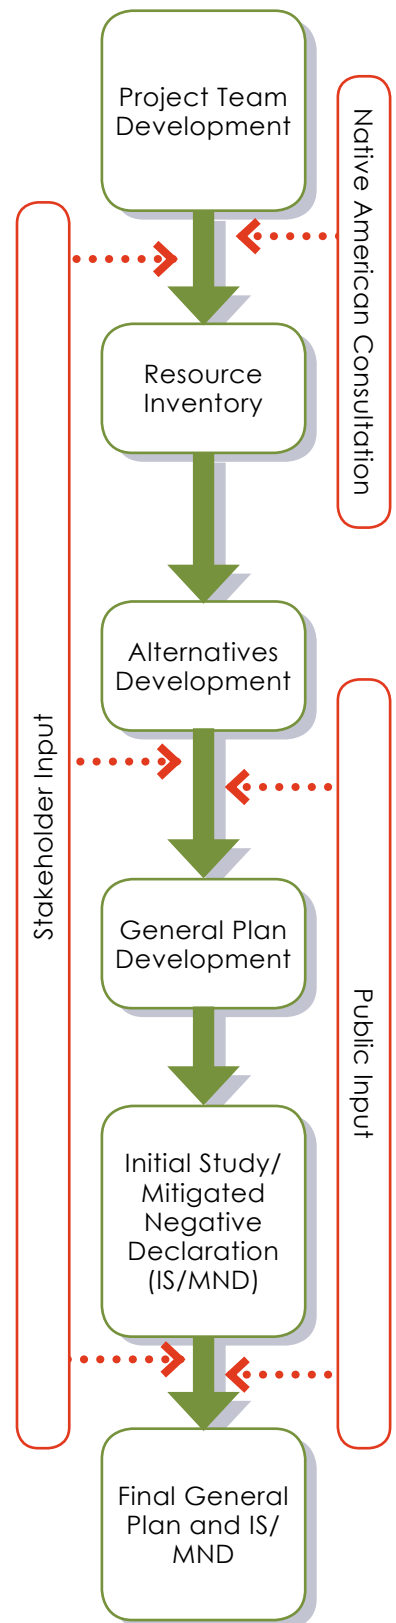 Project Team
Development
Native American Consultation
Resource
Inventory
Alternatives
Development
Stakeholder Input
General Plan
Development
Public Input
Initial Study/
Mitigated
Negative
Declaration
(IS/MND)
Final General
Plan and IS/
MND